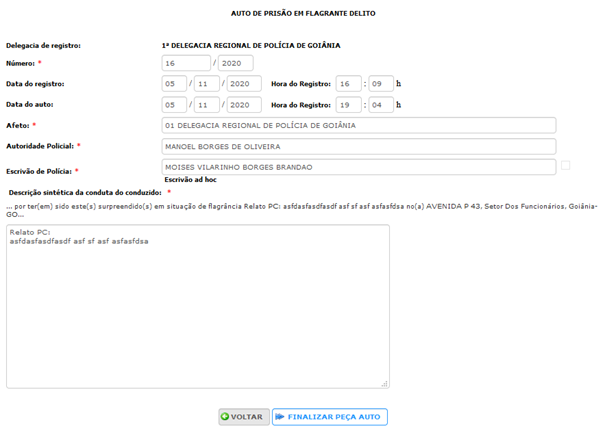 AUTO DE PRISÃO EM FLAGRANTE DELITO
Delegacia de registro: 1ª DELEGACIA REGIONAL DE POLÍCIA DE GOIÂNIA
Número: * 16 / 2020
Data do registro: 05 / 11 / 2020 Hora do Registro: 16 : 09 h
Data do auto: 05 / 11 / 2020 Hora do Registro: 19 : 04 h
Afeto: * 01 DELEGACIA REGIONAL DE POLÍCIA DE GOIÂNIA
Autoridade Policial: * MANOEL BORGES DE OLIVEIRA
Escrivão de Polícia: * MOISES VILARINHO BORGES BRANDAO
Escrivão ad hoc
Descrição sintética da conduta do conduzido: *
... por ter(em) sido este(s) surpreendido(s) em situação de flagrância Relato PC: asfdasfasdfasdf asf sf asf asfasfdsa no(a) AVENIDA P 43, Setor Dos Funcionários, Goiânia-
GO...
Relato PC:
asfdasfasdfasdf asf sf asf asfasfdsa
VOLTAR FINALIZAR PEÇA AUTO